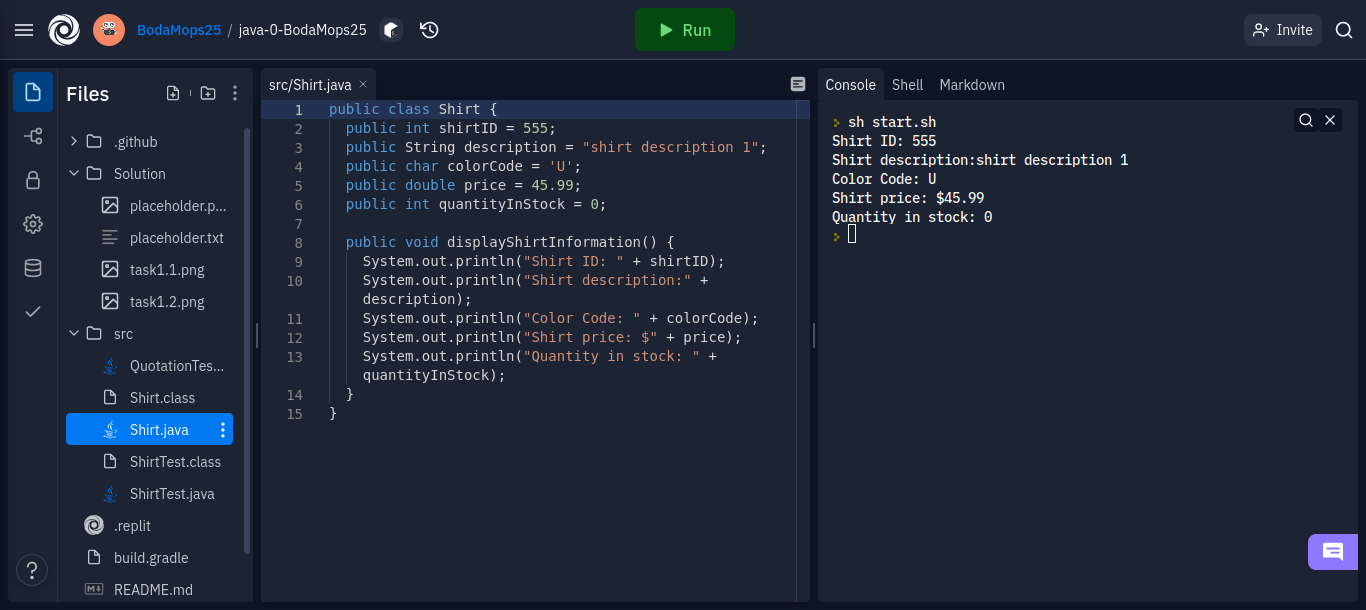 BodaMops25 / java-0-BodaMops25
Run
Invite
Files
.github
Solution
placeholder.p...
placeholder.txt
task1.1.png
task1.2.png
src
QuotationTes...
Shirt.class
Shirt.java
ShirtTest.class
ShirtTest.java
.replit
build.gradle
README.md
?
src/Shirt.java ×
1 public class Shirt {
2 public int shirtID = 555;
3 public String description = "shirt description 1";
4 public char colorCode = 'U';
5 public double price = 45.99;
6 public int quantityInStock = 0;
7
8 public void displayShirtInformation() {
9 System.out.println("Shirt ID: " + shirtID);
10 System.out.println("Shirt description:" +
description);
11 System.out.println("Color Code: " + colorCode);
12 System.out.println("Shirt price: $" + price);
13 System.out.println("Quantity in stock: " +
quantityInStock);
14 }
15 }
Console Shell Markdown
sh start.sh
Shirt ID: 555
Shirt description:shirt description 1
Color Code: U
Shirt price: $45.99
Quantity in stock: 0